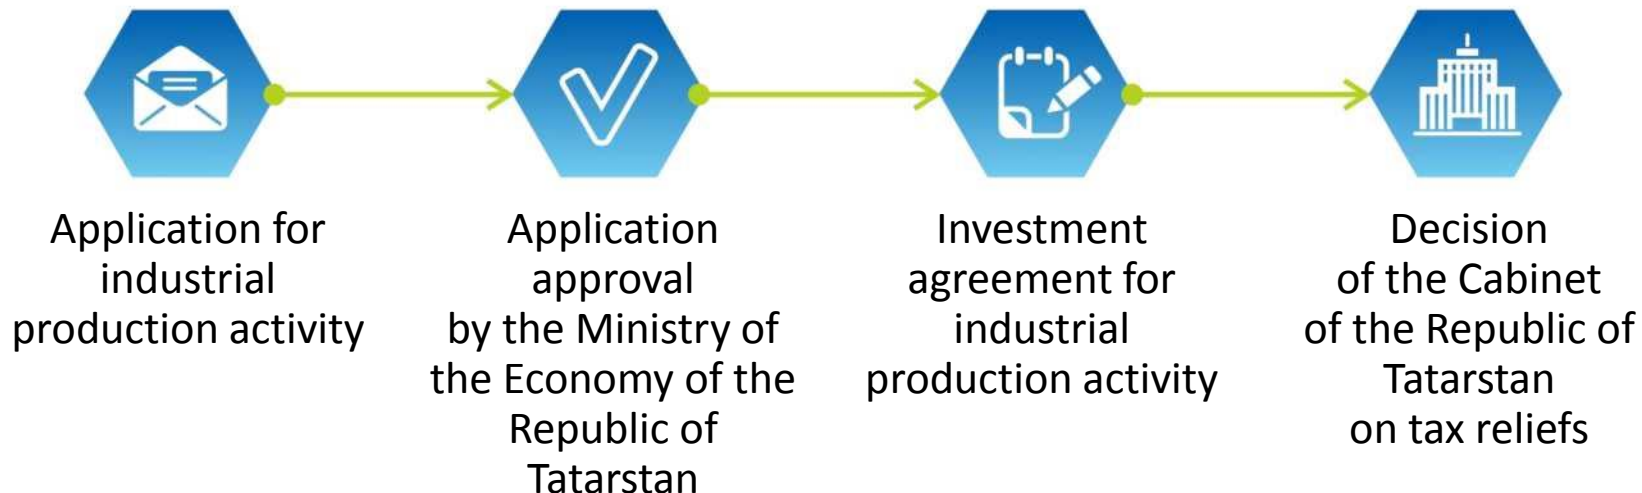 Application for
industrial
production activity
Application
approval
by the Ministry of
the Economy of the
Republic of
Tatarstan
Investment
agreement for
industrial
production activity
Decision
of the Cabinet
of the Republic of
Tatarstan
on tax reliefs